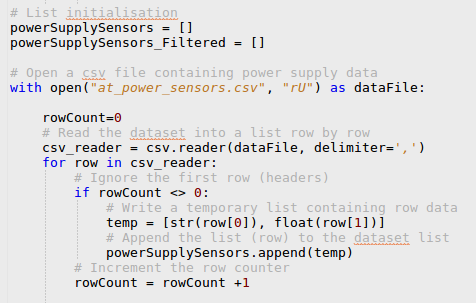 # List initialisation
powerSupplySensors = []
powerSupplySensors_Filtered = []
# Open a csv file containing power supply data
with open("at_power_sensors.csv", "rU") as dataFile:
rowCount=0
# Read the dataset into a list row by row
csv_reader = csv.reader(dataFile, delimiter=',')
for row in csv_reader:
# Ignore the first row (headers)
if rowCount <> 0:
# Write a temporary list containing row data
temp = [str(row[0]), float(row[1])]
# Append the list (row) to the dataset list
powerSupplySensors.append(temp)
# Increment the row counter
rowCount = rowCount +1